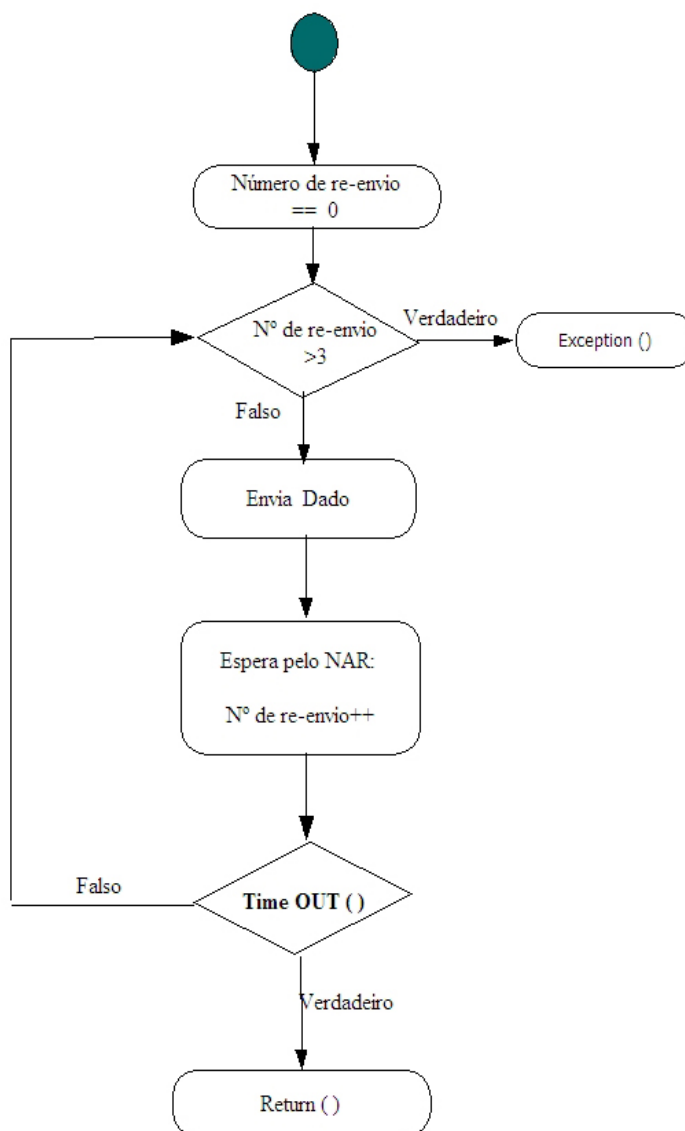 Número de re-envio
== 0
Nº de re-envio
>3
Verdadeiro
Exception ()
Falso
Envia Dado
Espera pelo NAR:
Nº de re-envio++
Falso
Time OUT ( )
Verdadeiro
Return ( )